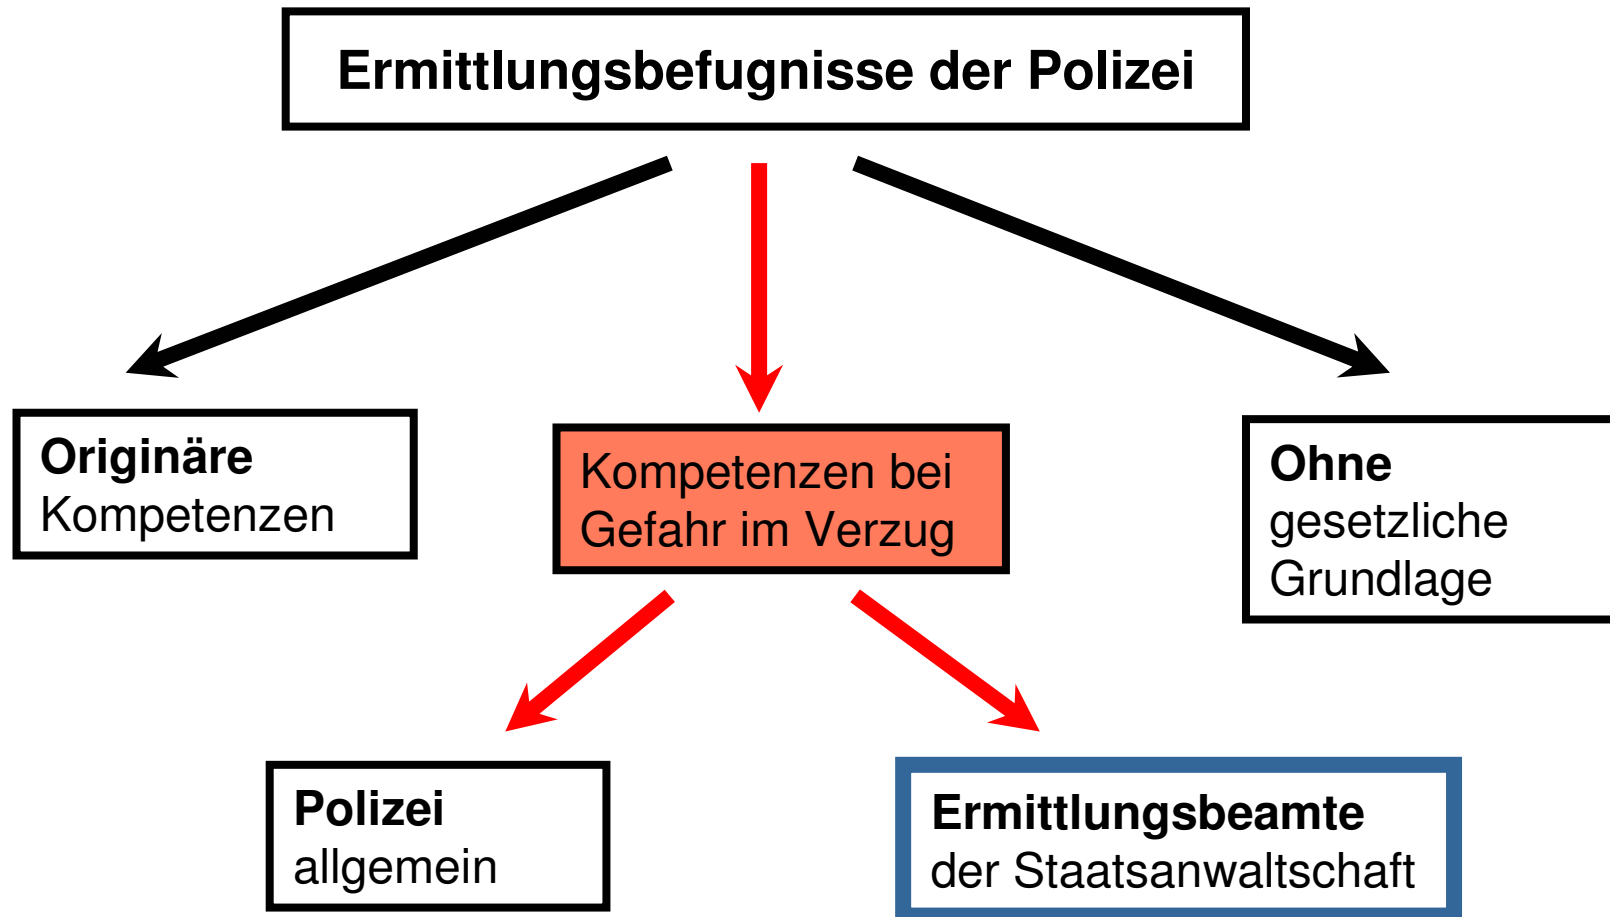 Ermittlungsbefugnisse der Polizei
Originäre
Kompetenzen
Kompetenzen bei
Gefahr im Verzug
Ohne
gesetzliche
Grundlage
Polizei
allgemein
Ermittlungsbeamte
der Staatsanwaltschaft